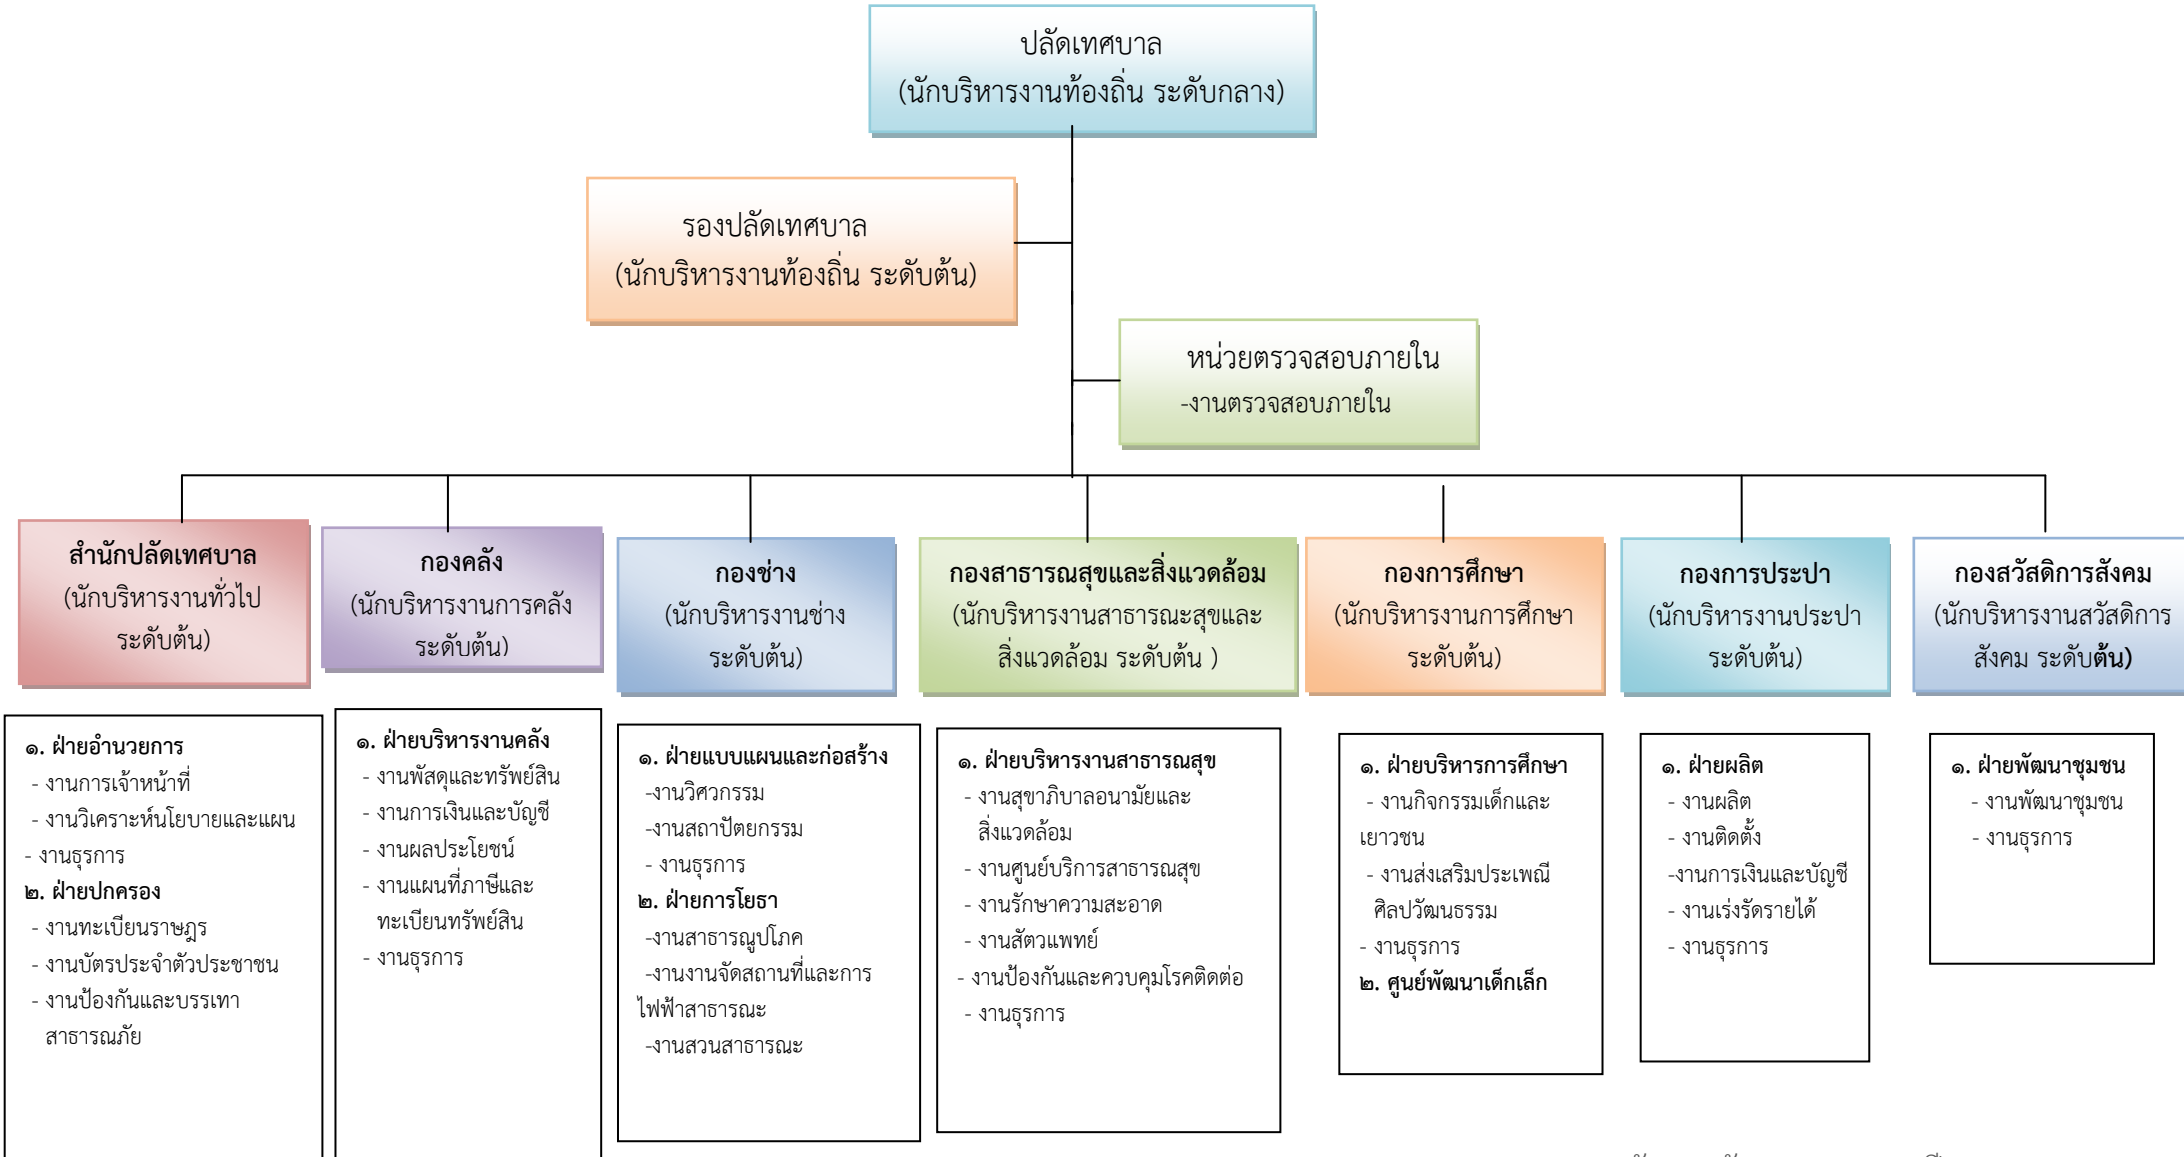 ปลัดเทศบาล
(นักบริหารงานท้องถิ่น ระดับกลาง)
รองปลัดเทศบาล
(นักบริหารงานท้องถิ่น ระดับต้น)
หน่วยตรวจสอบภายใน
-งานตรวจสอบภายใน
สำนักปลัดเทศบาล
(นักบริหารงานทั่วไป
ระดับต้น)
๑. ฝ่ายอำนวยการ
- งานการเจ้าหน้าที่
- งานวิเคราะห์นโยบายและแผน
- งานธุรการ
๒. ฝ่ายปกครอง
- งานทะเบียนราษฎร
- งานบัตรประจำตัวประชาชน
- งานป้องกันและบรรเทา
สาธารณภัย
กองคลัง
(นักบริหารงานการคลัง
ระดับต้น)
๑. ฝ่ายบริหารงานคลัง
- งานพัสดุและทรัพย์สิน
- งานการเงินและบัญชี
- งานผลประโยชน์
- งานแผนที่ภาษีและ
ทะเบียนทรัพย์สิน
- งานธุรการ
กองช่าง
(นักบริหารงานช่าง
ระดับต้น)
๑. ฝ่ายแบบแผนและก่อสร้าง
-งานวิศวกรรม
-งานสถาปัตยกรรม
- งานธุรการ
๒. ฝ่ายการโยธา
-งานสาธารณูปโภค
-งานงานจัดสถานที่และการ
ไฟฟ้าสาธารณะ
-งานสวนสาธารณะ
กองสาธารณสุขและสิ่งแวดล้อม
(นักบริหารงานสาธารณะสุขและ
สิ่งแวดล้อม ระดับต้น )
๑. ฝ่ายบริหารงานสาธารณสุข
- งานสุขาภิบาลอนามัยและ
สิ่งแวดล้อม
- งานศูนย์บริการสาธารณสุข
- งานรักษาความสะอาด
- งานสัตวแพทย์
- งานป้องกันและควบคุมโรคติดต่อ
- งานธุรการ
กองการศึกษา
(นักบริหารงานการศึกษา
ระดับต้น)
๑. ฝ่ายบริหารการศึกษา
- งานกิจกรรมเด็กและ
เยาวชน
- งานส่งเสริมประเพณี
ศิลปวัฒนธรรม
- งานธุรการ
๒. ศูนย์พัฒนาเด็กเล็ก
กองการประปา
(นักบริหารงานประปา
ระดับต้น)
๑. ฝ่ายผลิต
- งานผลิต
- งานติดตั้ง
-งานการเงินและบัญชี
- งานเร่งรัดรายได้
- งานธุรการ
กองสวัสดิการสังคม
(นักบริหารงานสวัสดิการ
สังคม ระดับต้น)
๑. ฝ่ายพัฒนาชุมชน
- งานพัฒนาชุมชน
- งานธุรการ